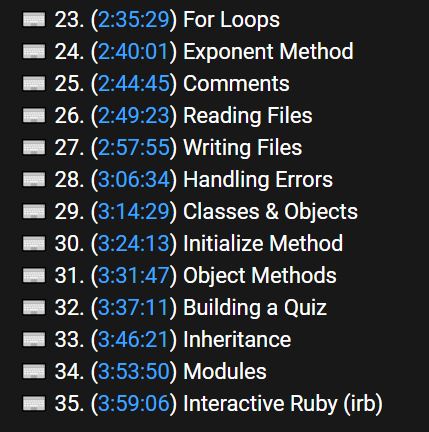 ⌨️ 23. (2:35:29) For Loops
⌨️ 24. (2:40:01) Exponent Method
⌨️ 25. (2:44:45) Comments
⌨️ 26. (2:49:23) Reading Files
⌨️ 27. (2:57:55) Writing Files
⌨️ 28. (3:06:34) Handling Errors
⌨️ 29. (3:14:29) Classes & Objects
⌨️ 30. (3:24:13) Initialize Method
⌨️ 31. (3:31:47) Object Methods
⌨️ 32. (3:37:11) Building a Quiz
⌨️ 33. (3:46:21) Inheritance
⌨️ 34. (3:53:50) Modules
⌨️ 35. (3:59:06) Interactive Ruby (irb)